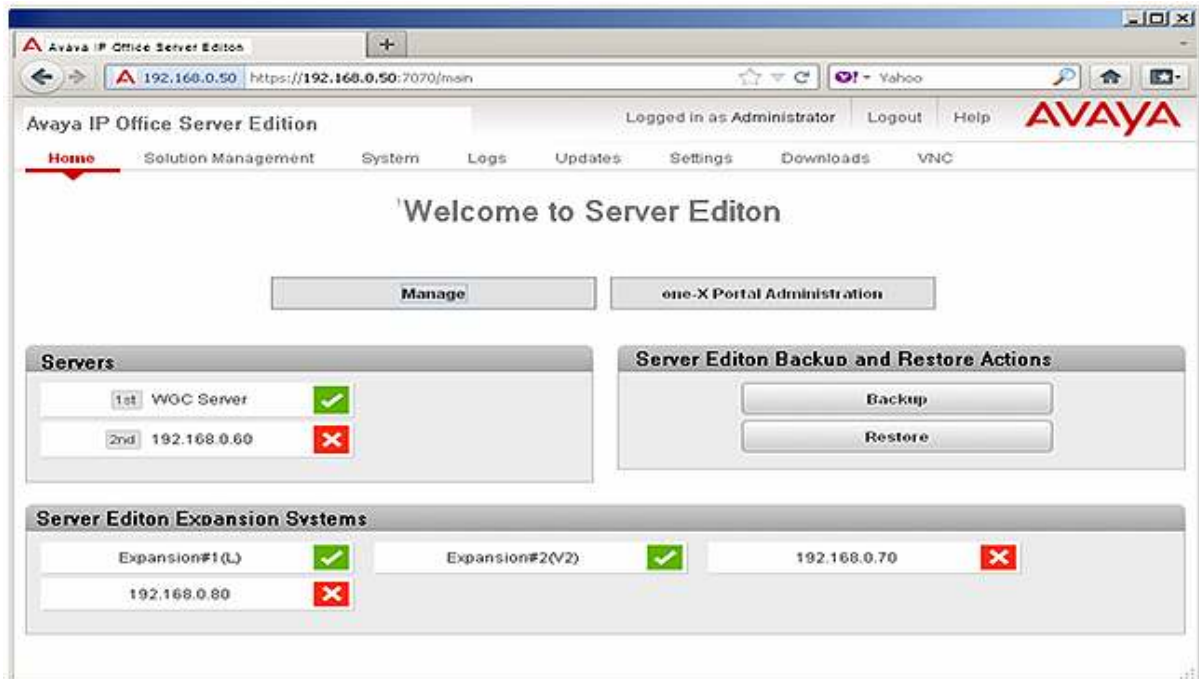 Avaya IP Office Server Editon
192.168.0.50 https://192.168.0.50:7070/main
Yahoo
Avaya IP Office Server Edition
Logged in as Administrator Logout Help AVAYA
Home Solution Management System Logs Updates Settings Downloads VNC
Welcome to Server Editon
Manage one-X Portal Administration
Servers
1st WGC Server
2nd 192.168.0.60
Server Editon Backup and Restore Actions
Backup
Restore
Server Editon Expansion Systems
Expansion#1(L) Expansion#2(V2) 192.168.0.70
192.168.0.80